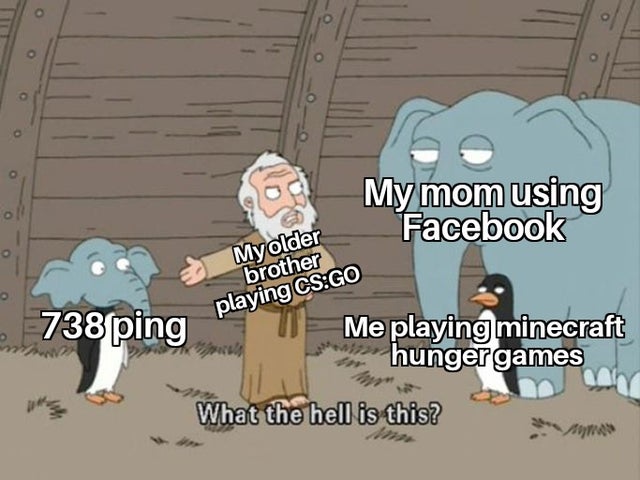 My mom using
Facebook
My older
brother
playing CS:GO
738 ping
Me playing minecraft
hunger games
What the hell is this?